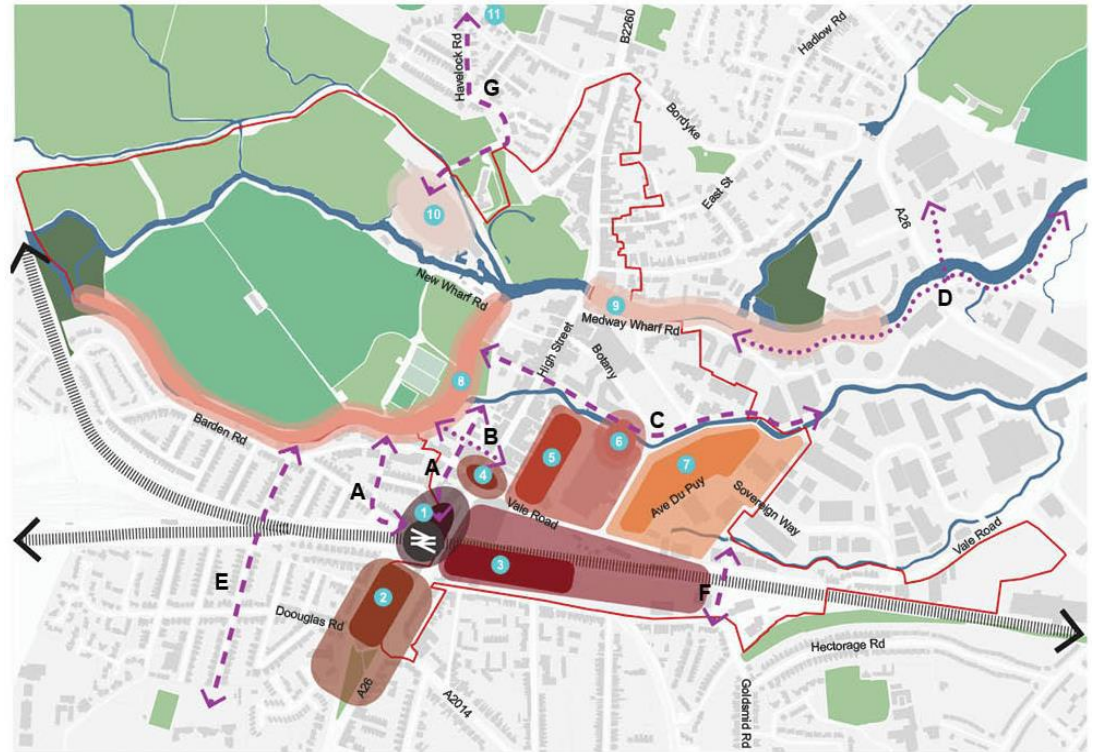 11
Havelock Rd
B2260
Hadlow Rd
G
Bordyke
East St
A26
10
New Wharf Rd
9
Medway Wharf Rd
D
High Street
Botany
8
Barden Rd
C
B
6
A
A
5
7
4
Ave Du Puy
Sovereign Way
1
Vale Road
Vale Road
3
E
2
F
Doouglas Rd
Hectorage Rd
A26
A2014
Goldsmid Rd